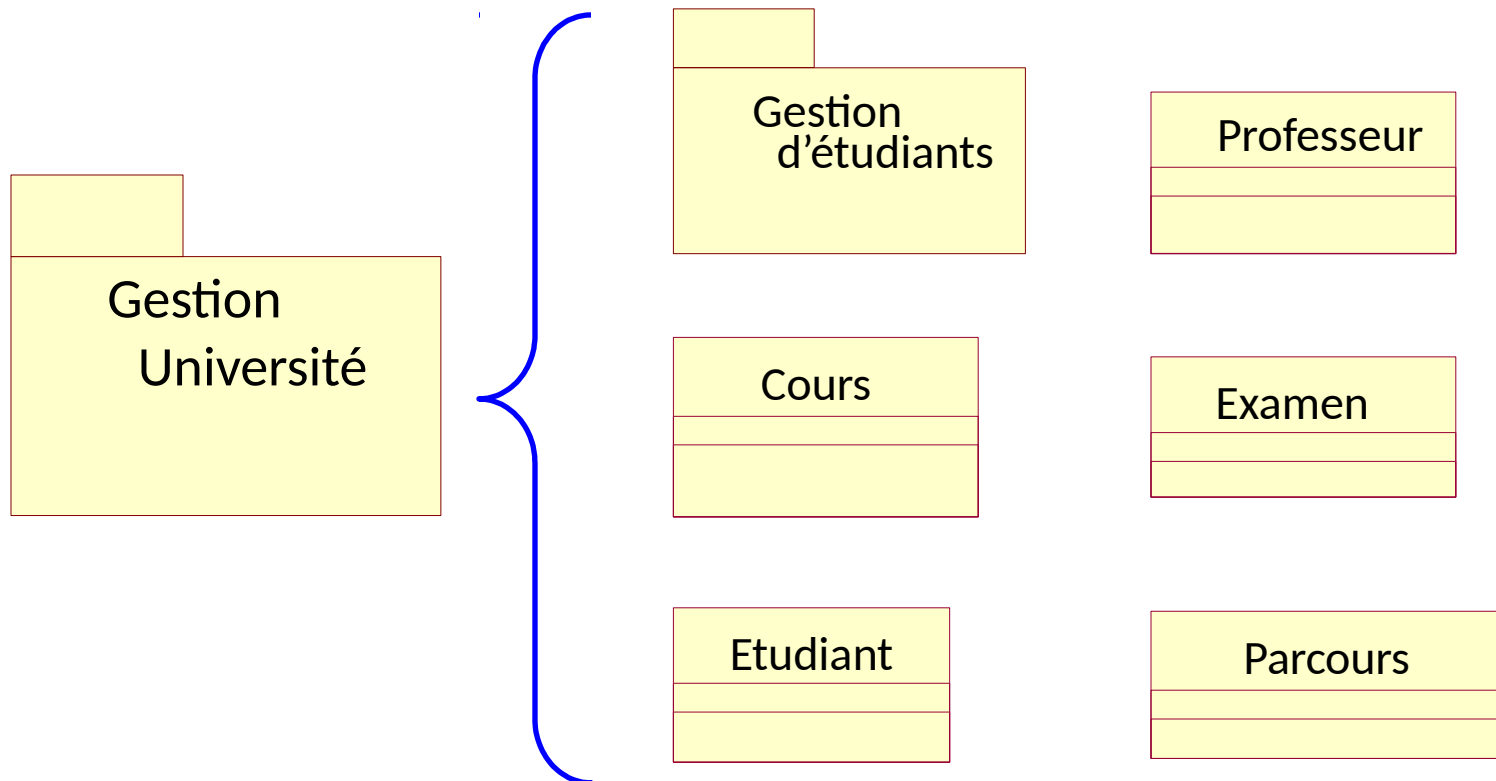 Gestion
Université
Gestion
d’étudiants
Professeur
Cours
Examen
Etudiant
Parcours